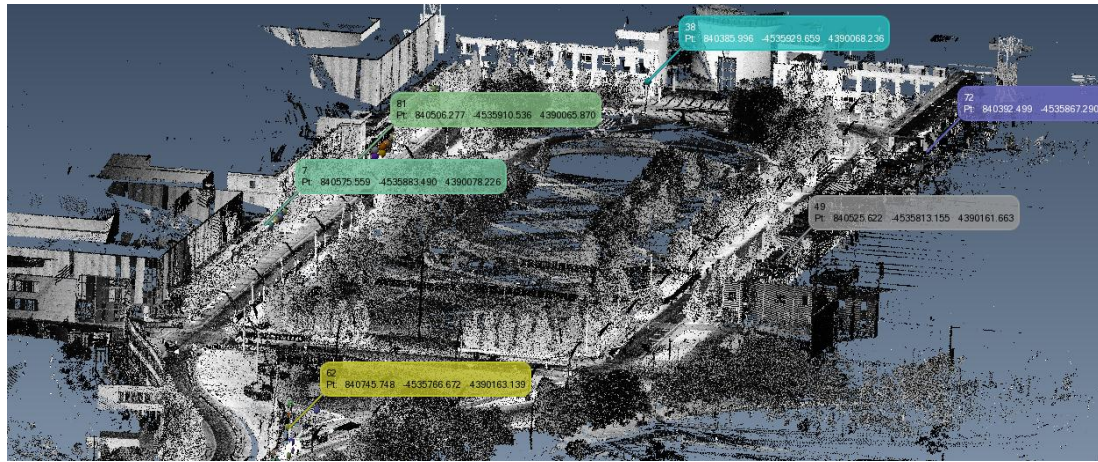 38
Pt: 840385.996 -4535929.659 4390068.236
72
Pt: 840392.499 -4535867.290
81
Pt: 840506.277 -4535910.536 4390065.870
7
Pt: 840575.559 -4535883.490 4390078.226
49
Pt: 840525.622 -4535813.155 4390161.663
62
Pt: 840745.748 -4535766.672 4390163.139